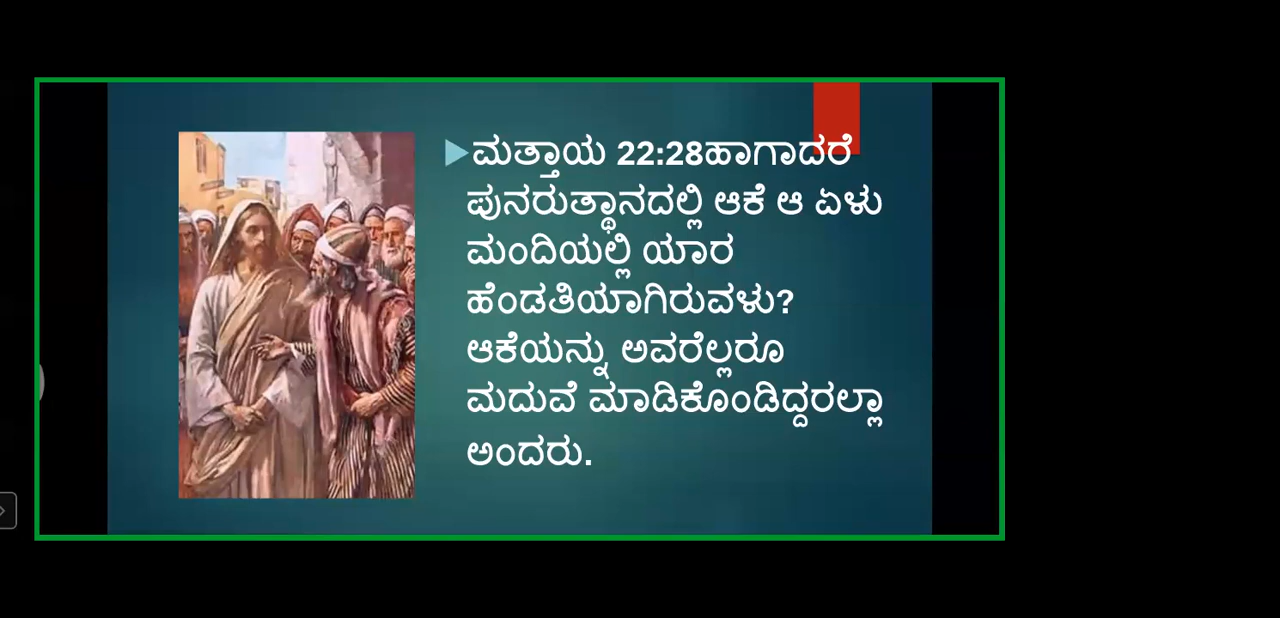 ಮತ್ತಾಯ 22:28ಹಾಗಾದರೆ
ಪುನರುತ್ಥಾನದಲ್ಲಿ ಆಕೆ ಆ ಏಳು
ಮಂದಿಯಲ್ಲಿ ಯಾರ
ಹೆಂಡತಿಯಾಗಿರುವಳು?
ಆಕೆಯನ್ನು ಅವರೆಲ್ಲರೂ
ಮದುವೆ ಮಾಡಿಕೊಂಡಿದ್ದರಲ್ಲಾ
ಅಂದರು.